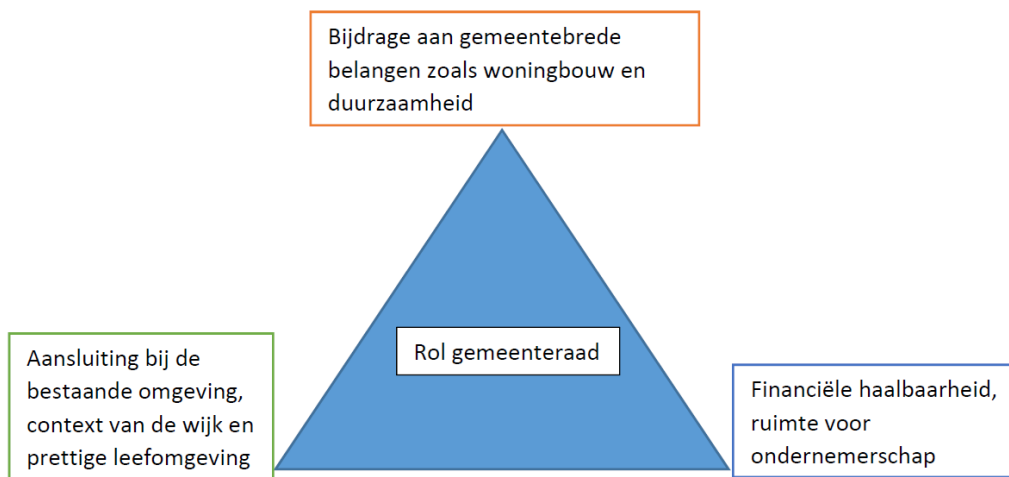 Bijdrage aan gemeentebrede
belangen zoals woningbouw en
duurzaamheid
Rol gemeenteraad
Aansluiting bij de
bestaande omgeving,
context van de wijk en
prettige leefomgeving
Financiële haalbaarheid,
ruimte voor
ondernemerschap